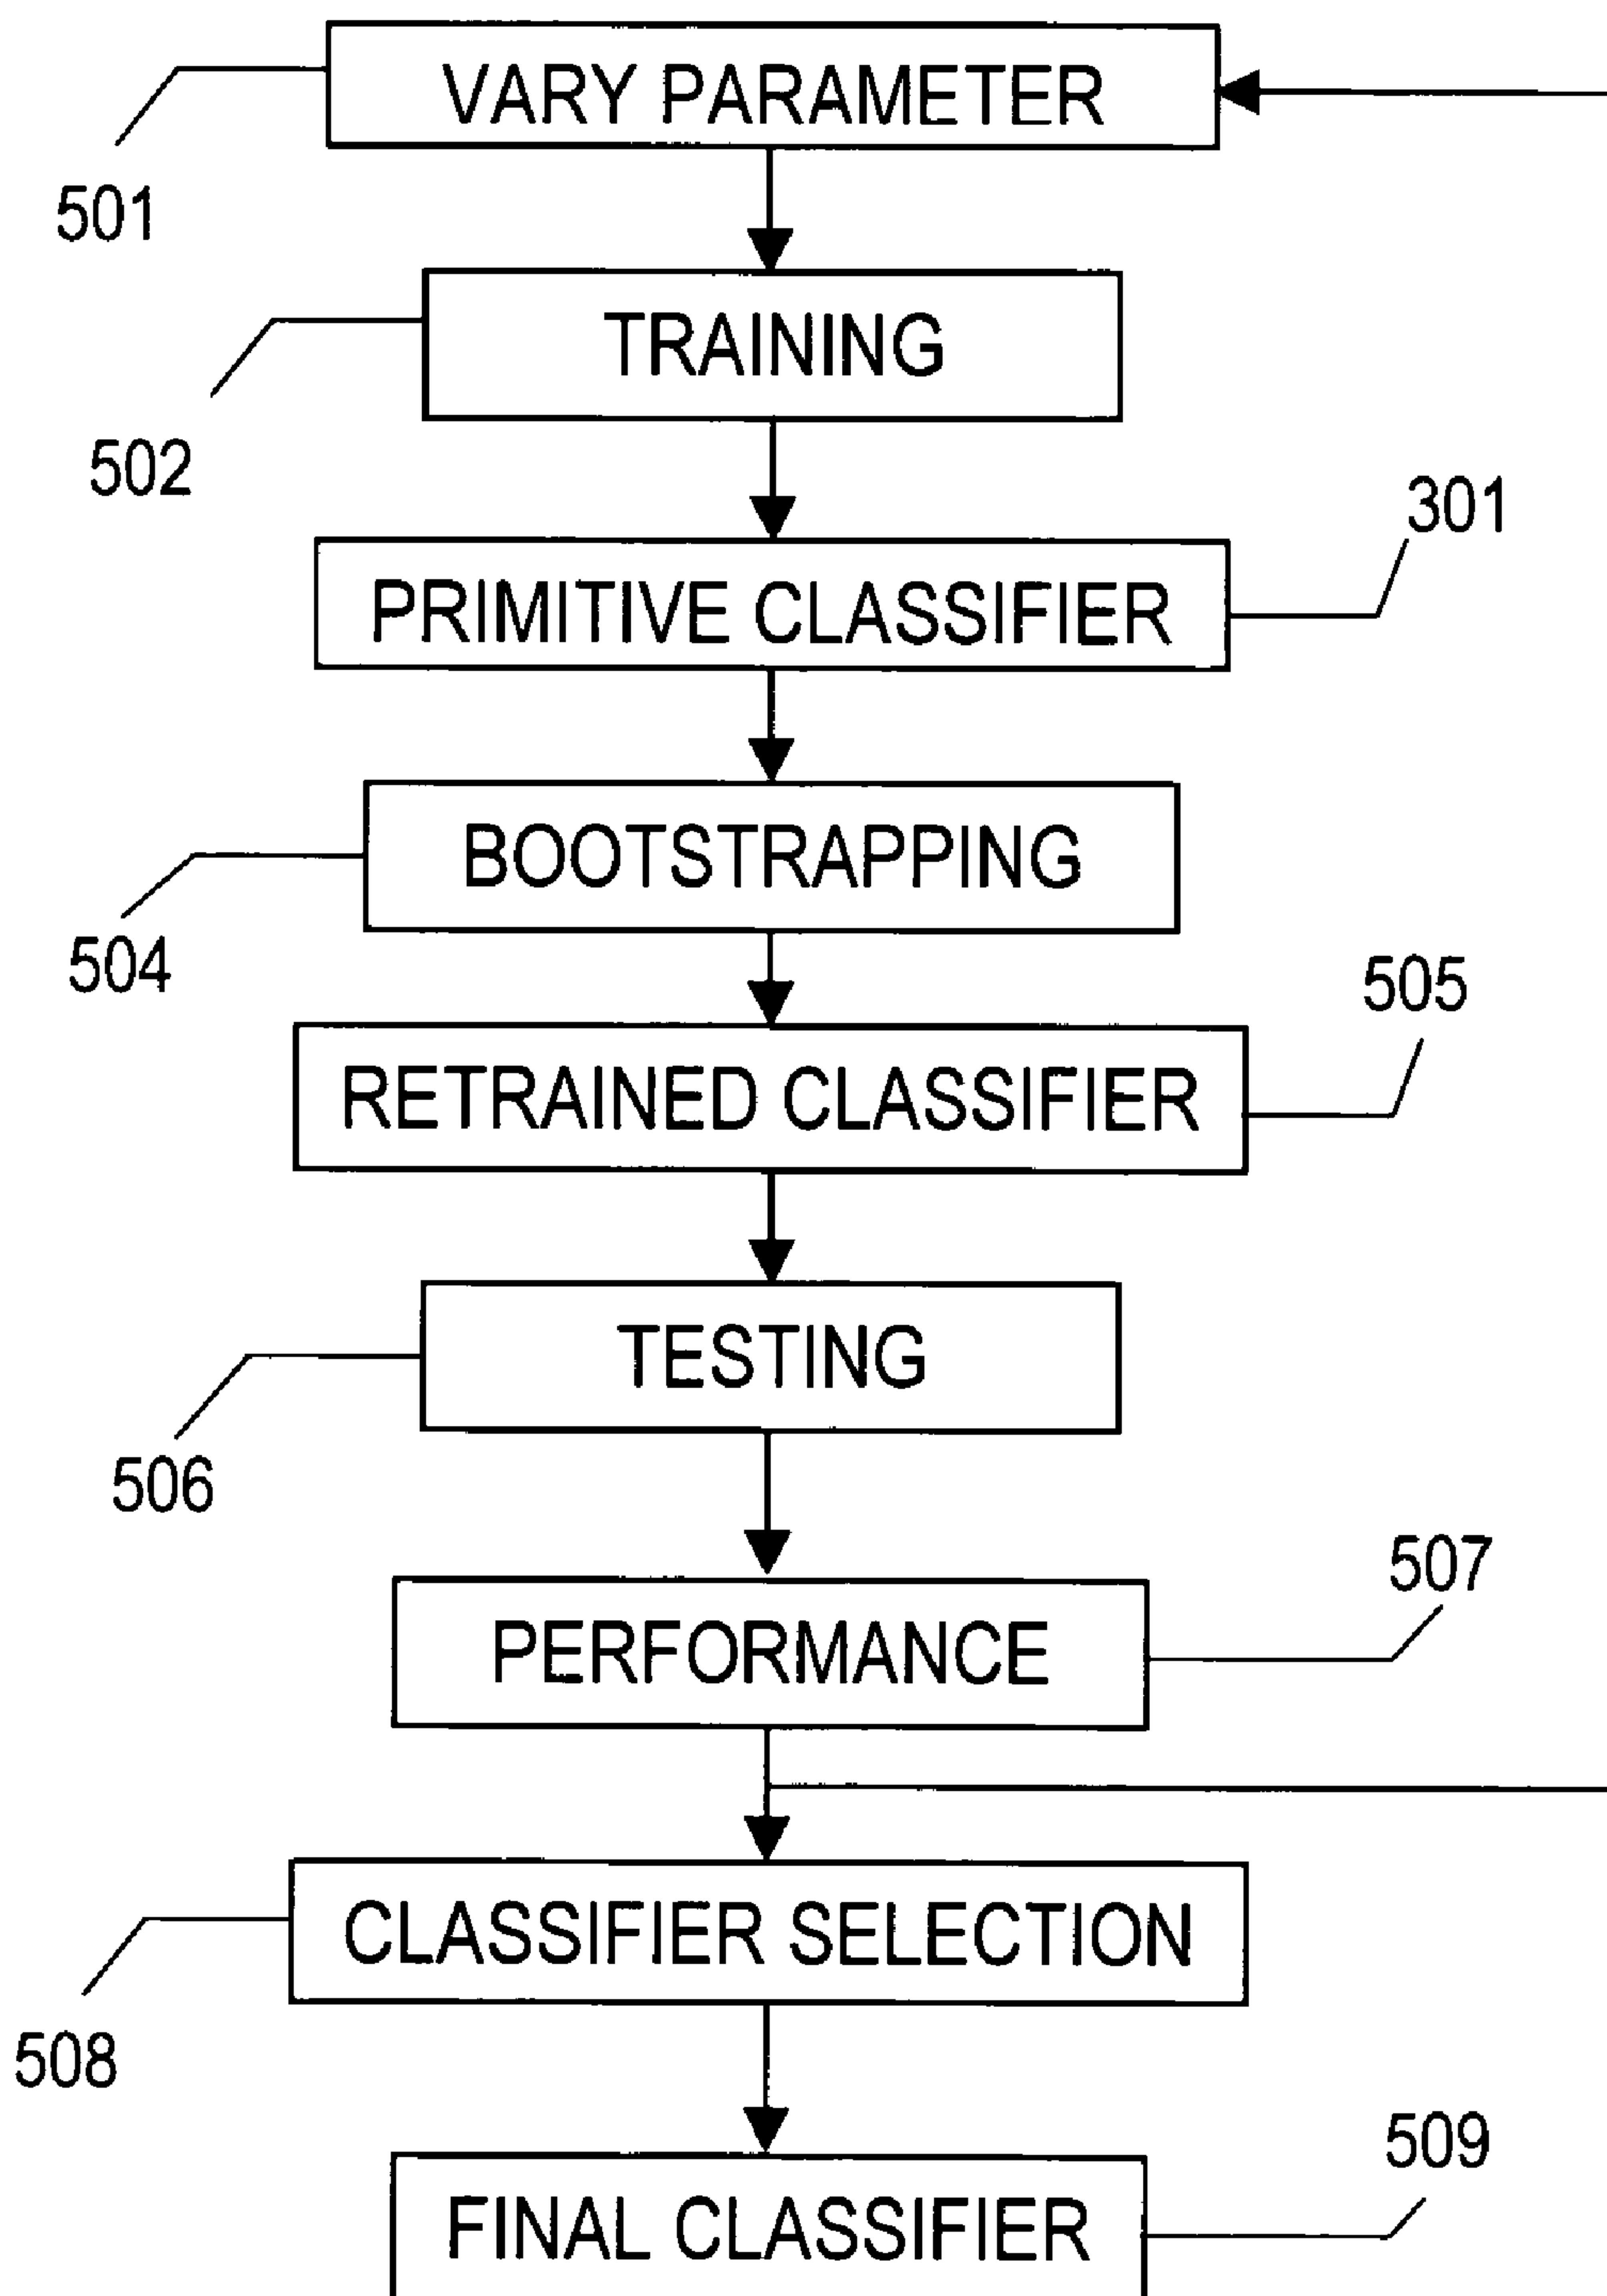 VARY PARAMETER
501
TRAINING
502
301
PRIMITIVE CLASSIFIER
BOOTSTRAPPING
504
505
RETRAINED CLASSIFIER
TESTING
506
507
PERFORMANCE
CLASSIFIER SELECTION
508
509
FINAL CLASSIFIER